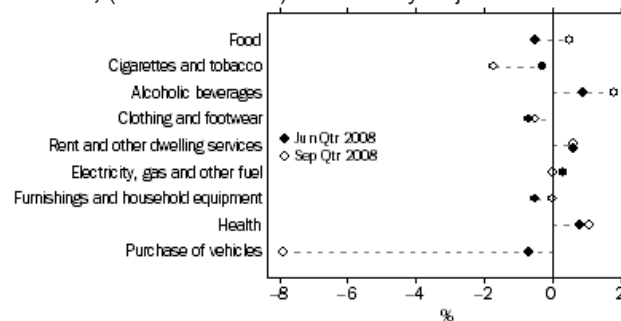 Food
Cigarettes and tobacco
Alcoholic beverages
Clothing and footwear
Rent and other dwelling services
Electricity, gas and other fuel
Furnishings and household equipment
Health
Purchase of vehicles
Jun Qtr 2008
Sep Qtr 2008
−8 −6 −4 −2 0 2
%